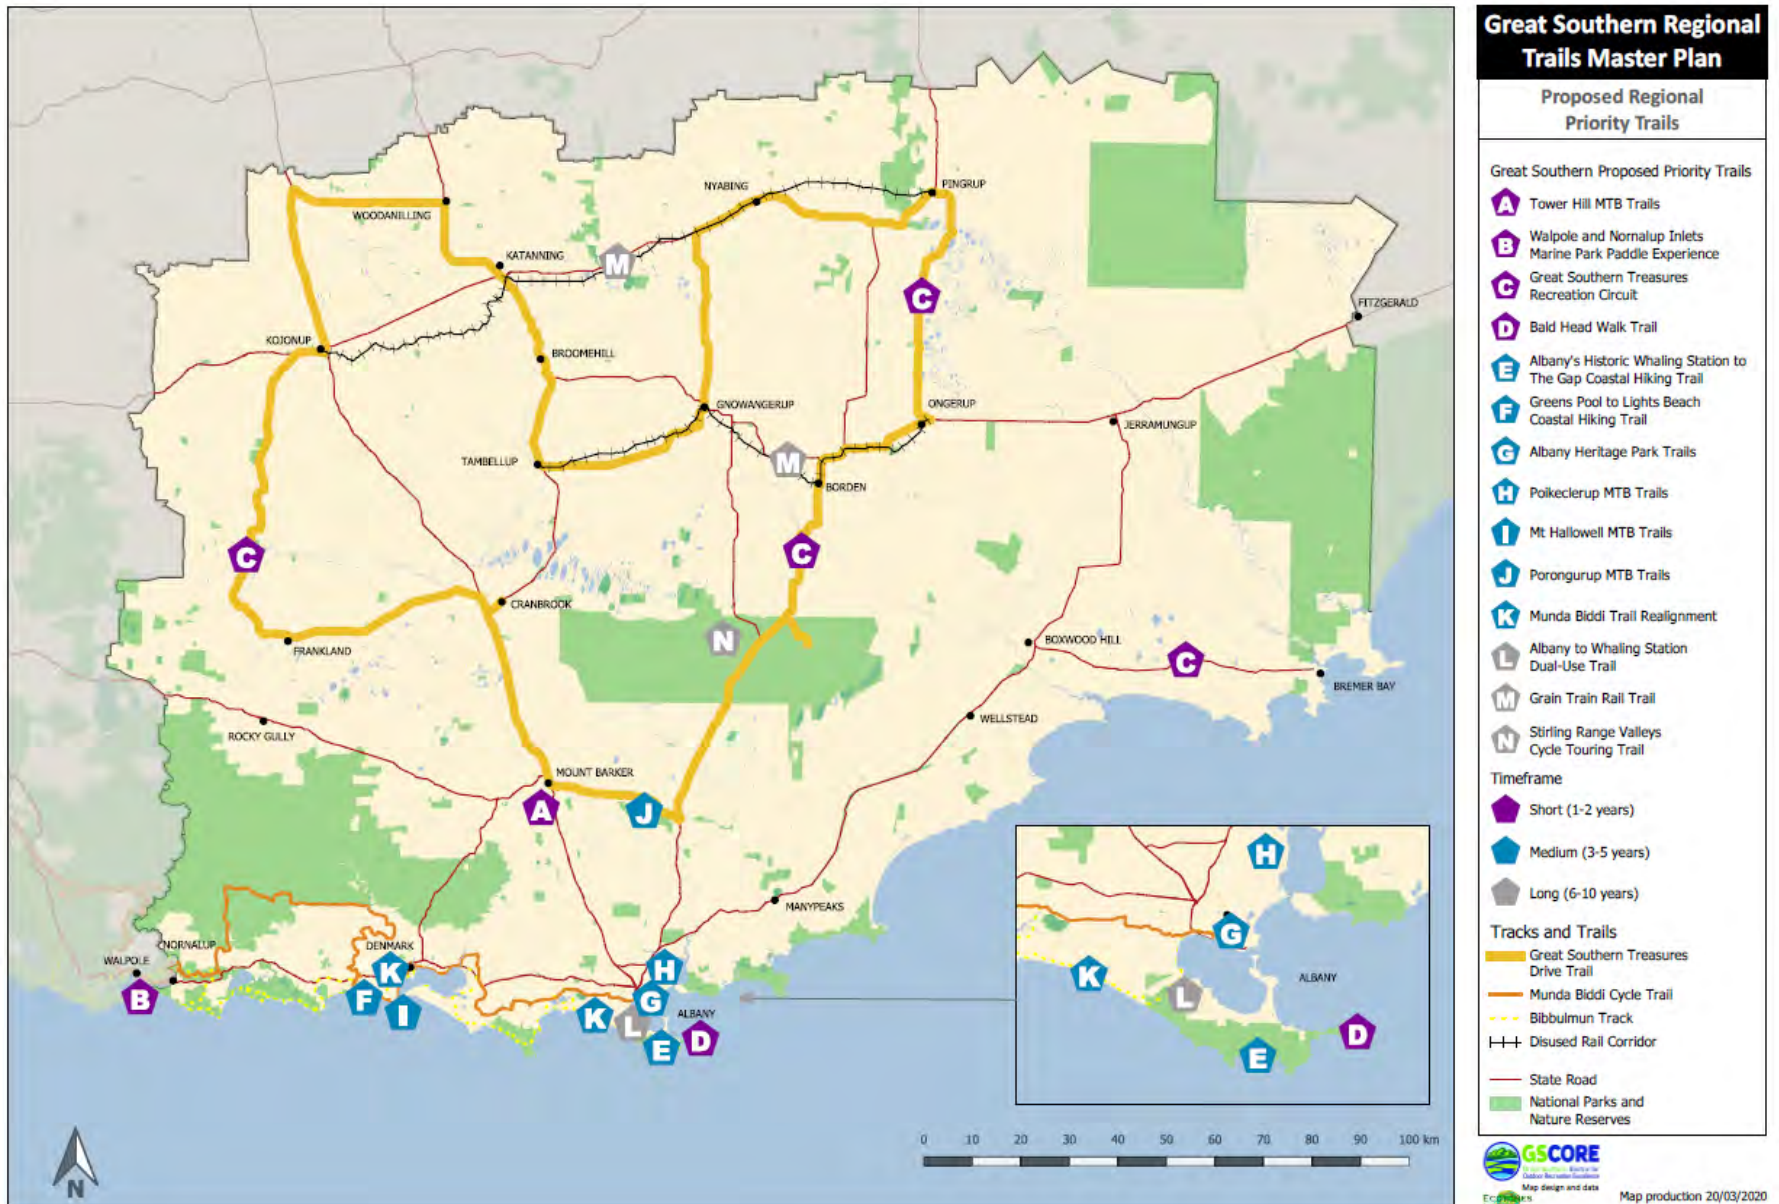 Great Southern Regional
Trails Master Plan
Proposed Regional
Priority Trails
Great Southern Proposed Priority Trails
A Tower Hill MTB Trails
B Walpole and Nornalup Inlets
Marine Park Paddle Experience
C Great Southern Treasures
Recreation Circuit
D Bald Head Walk Trail
E Albany's Historic Whaling Station to
The Gap Coastal Hiking Trail
F Greens Pool to Lights Beach
Coastal Hiking Trail
G Albany Heritage Park Trails
H Poikeclerup MTB Trails
I Mt Hallowell MTB Trails
J Porongurup MTB Trails
K Munda Biddi Trail Realignment
L Albany to Whaling Station
Dual-Use Trail
M Grain Train Rail Trail
N Stirling Range Valleys
Cycle Touring Trail
Timeframe
Short (1-2 years)
Medium (3-5 years)
Long (6-10 years)
Tracks and Trails
Great Southern Treasures
Drive Trail
Munda Biddi Cycle Trail
Bibbulmun Track
Disused Rail Corridor
State Road
National Parks and
Nature Reserves
GSCORE
Map design and data
Map production 20/03/2020
NYABING
PINGRUP
WOODANILLING
KATANNING
M
C
FITZGERALD
KOJONUP
BROOMEHILL
GNOWANGERUP
ONGERUP
JERRAMUNGUP
TAMBELLUP
M
BORDEN
C
C
CRANBROOK
N
FRANKLAND
BOXWOOD HILL
C
BREMER BAY
ROCKY GULLY
WELLSTEAD
MOUNT BARKER
A
J
MANYPEAKS
NORNALUP
DENMARK
WALPOLE
K
H
B
F
I
K
G
L
ALBANY
E
D
H
G
K
L
ALBANY
D
E
N
0 10 20 30 40 50 60 70 80 90 100 km